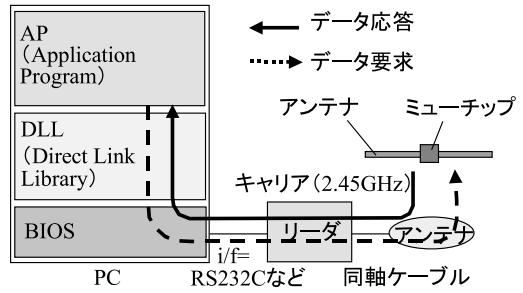 AP
（Application
Program）
DLL
（Direct Link
Library）
BIOS
PC
データ応答
データ要求
アンテナ
ミューチップ
キャリア（2.45GHz）
リーダ
アンテナ
i/f=
RS232Cなど
同軸ケーブル